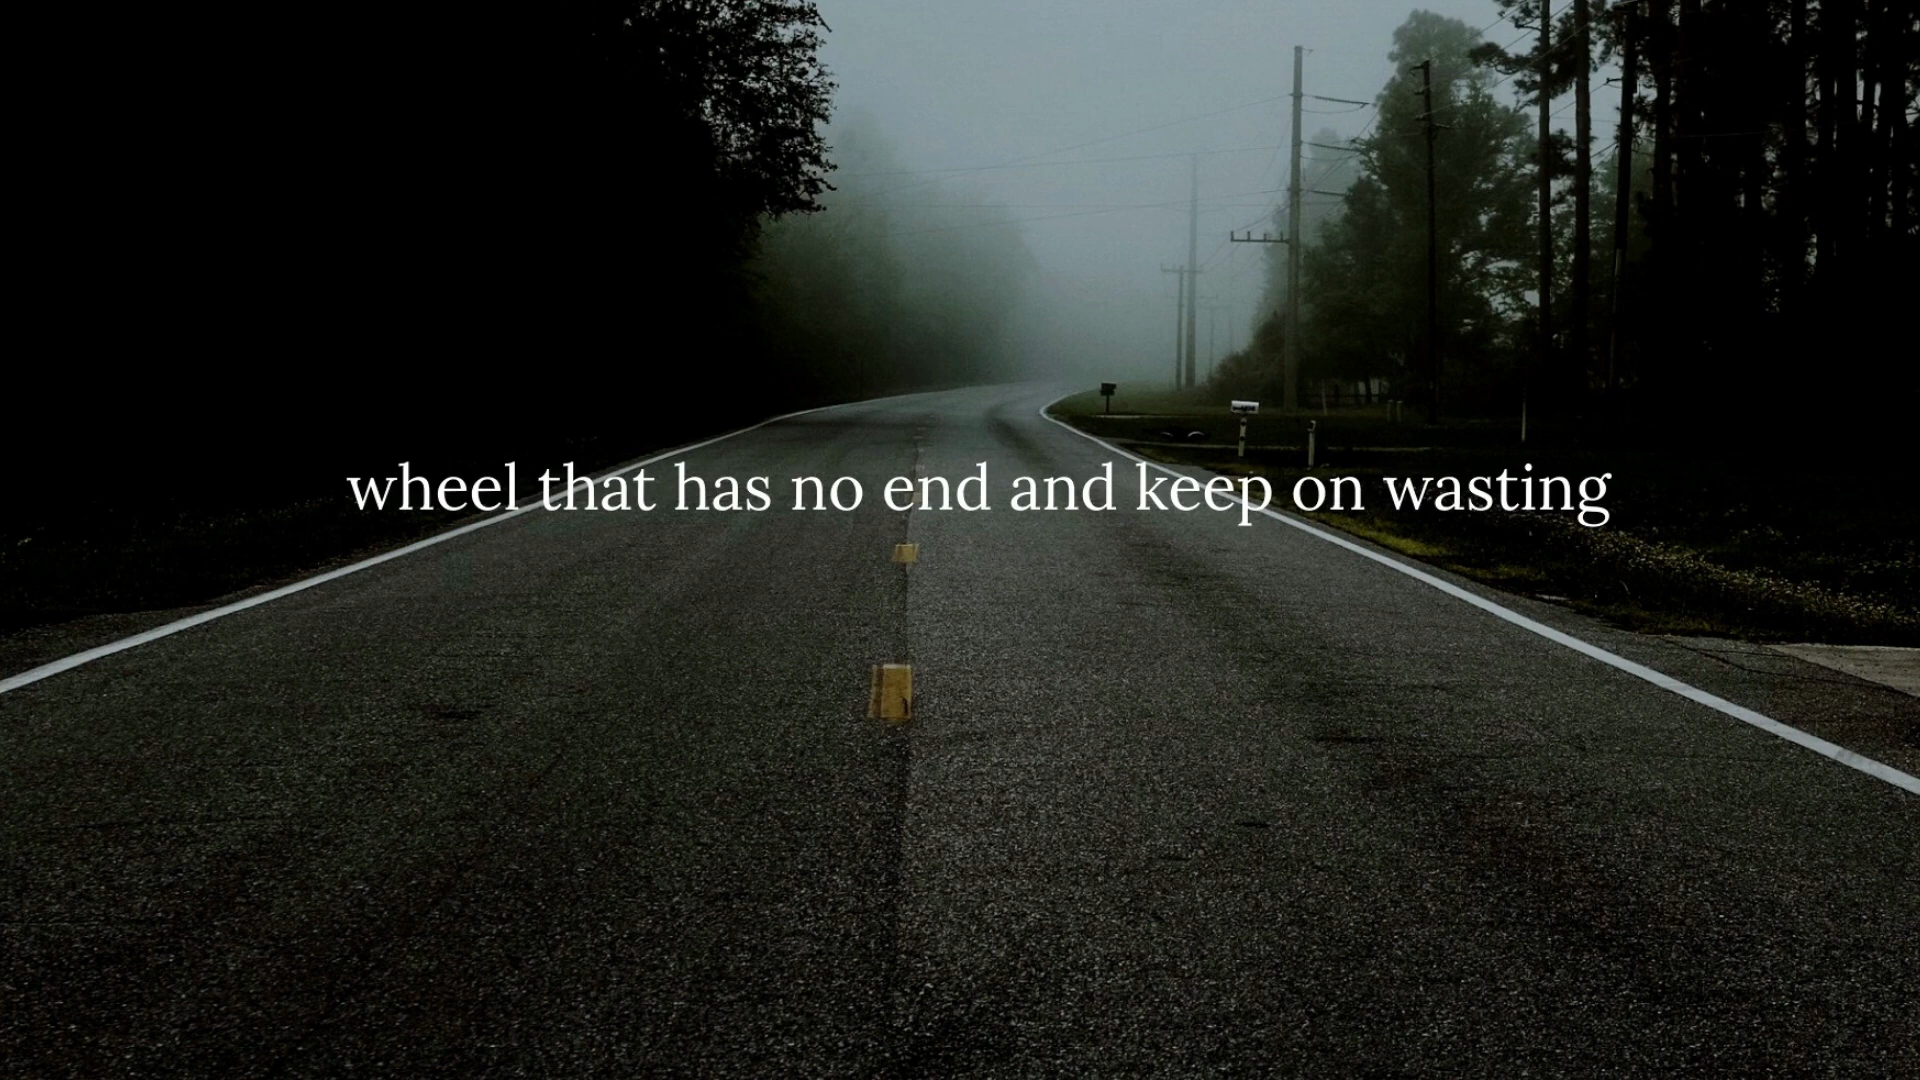 wheel that has no end and keep on wasting